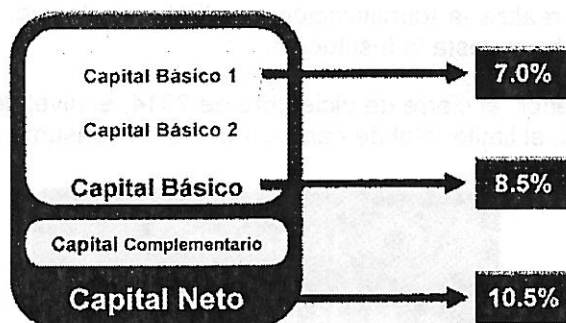 Capital Básico 1
7.0%
Capital Básico 2
Capital Básico
8.5%
Capital Complementario
Capital Neto
10.5%